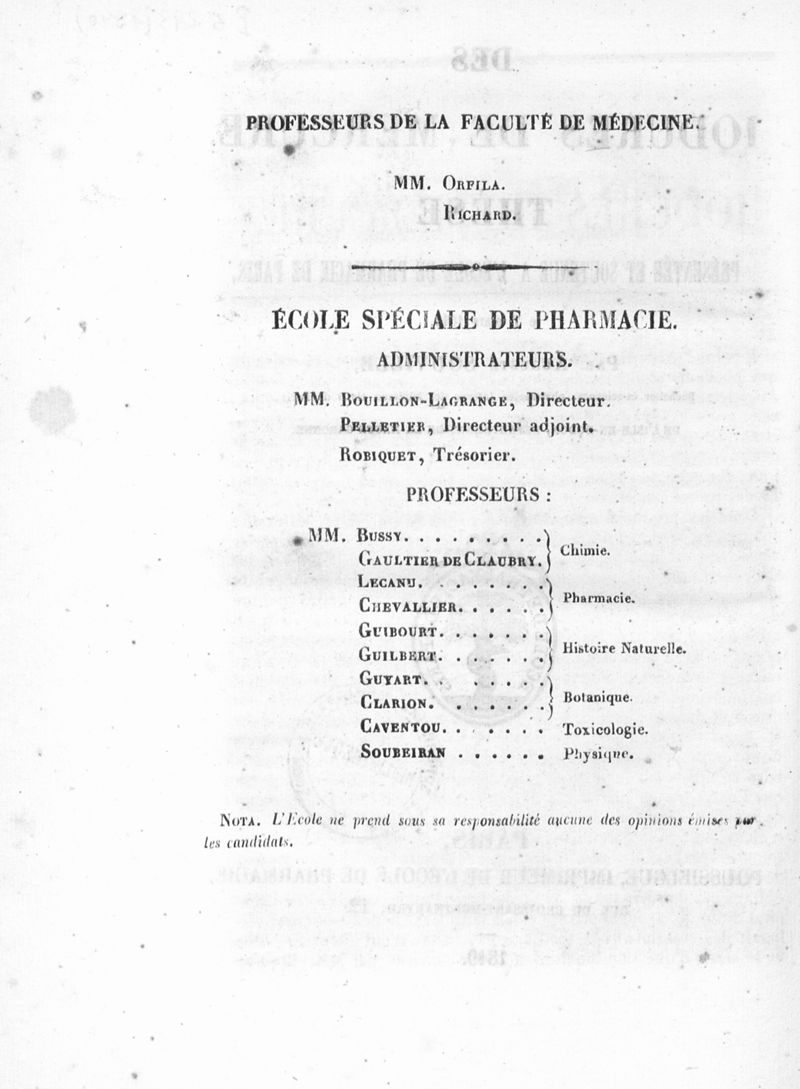 PROFESSEURS DE LA FACULTÉ DE MÉDECINE.
MM. ORFILA.
RICHARD.
ÉCOLE SPÉCIALE DE PHARMACIE.
ADMINISTRATEURS.
MM. BOUILLON-LAGRANGE, Directeur.
PELLETIER, Directeur adjoint.
ROBIQUET, Trésorier.
PROFESSEURS :
MM. BUSSY. . . . . . . . .
GAULTIER DE CLAUBRY.
Chimie.
LECANU. . . . . . . .
CHEVALLIER. . . . . . .
Pharmacie.
GUIBOURT. . . . . . . .
GUILBERT. . . . . . . .
Histoire Naturelle.
GUYART. . . . . . . .
CLARION. . . . . . . .
Botanique.
CAVENTOU. . . . . . . Toxicologie.
SOUBEIRAN . . . . . . Physique.
NOTA. L'École ne prend sous sa responsabilité aucune des opinions émises par
les candidats.